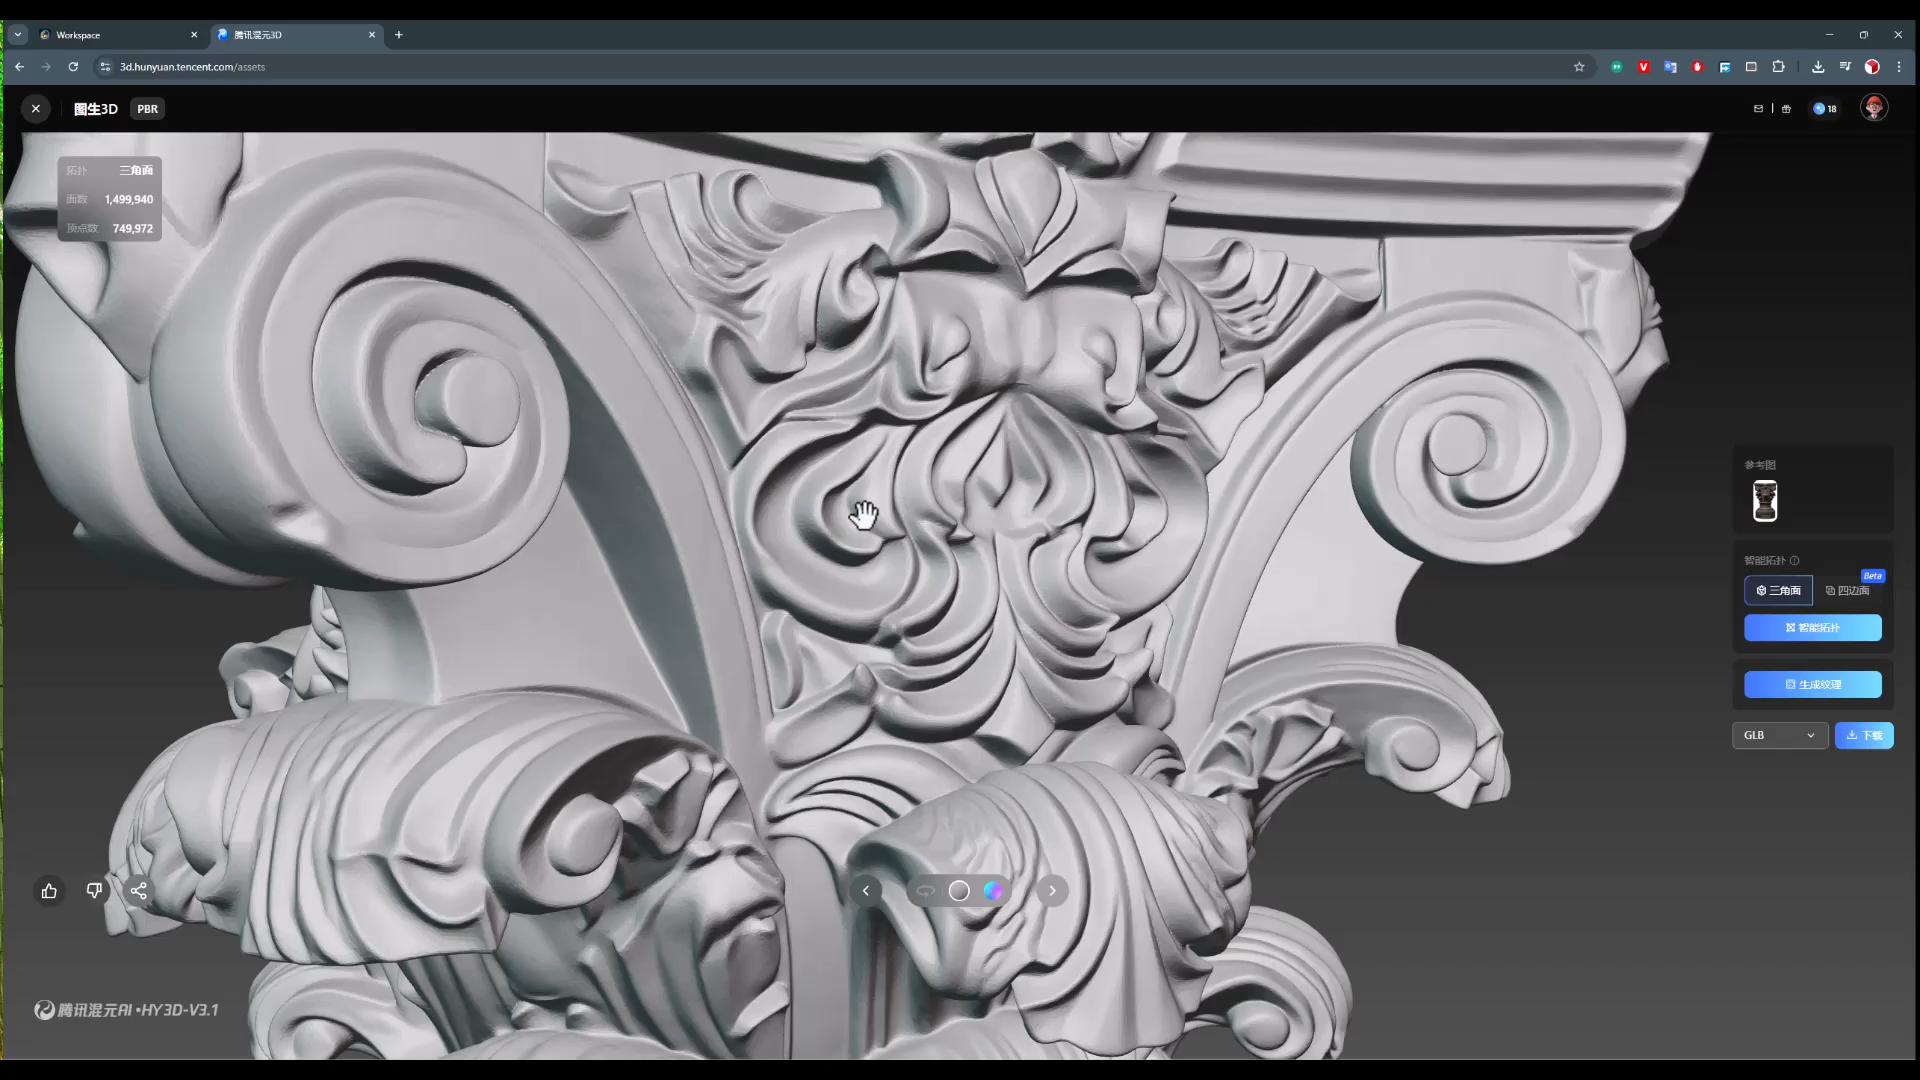 Workspace
腾讯混元3D
3d.hunyuan.tencent.com/assets
图生3D
PBR
18
拓扑 三角面
面数 1,499,940
顶点数 749,972
参考图
智能拓扑
Beta
三角面
四边面
智能拓扑
生成纹理
GLB
下载
腾讯混元AI•HY3D-V3.1